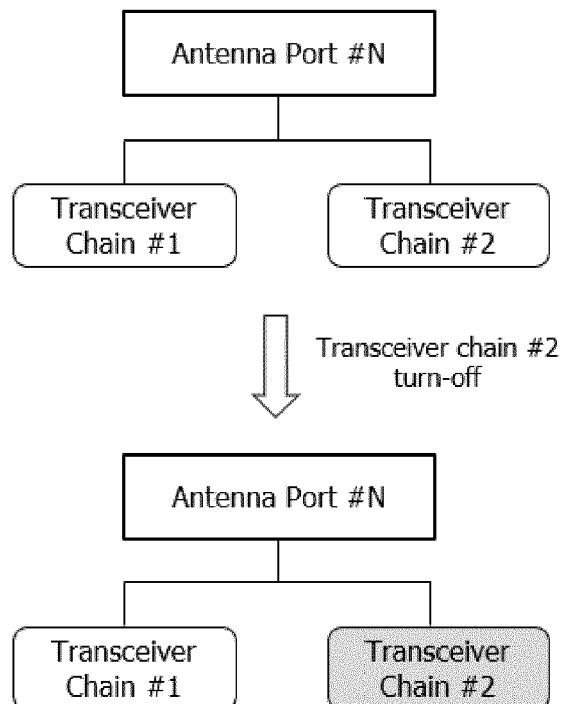 Antenna Port #N
Transceiver
Chain #1
Transceiver
Chain #2
Transceiver chain #2
turn-off
Antenna Port #N
Transceiver
Chain #1
Transceiver
Chain #2